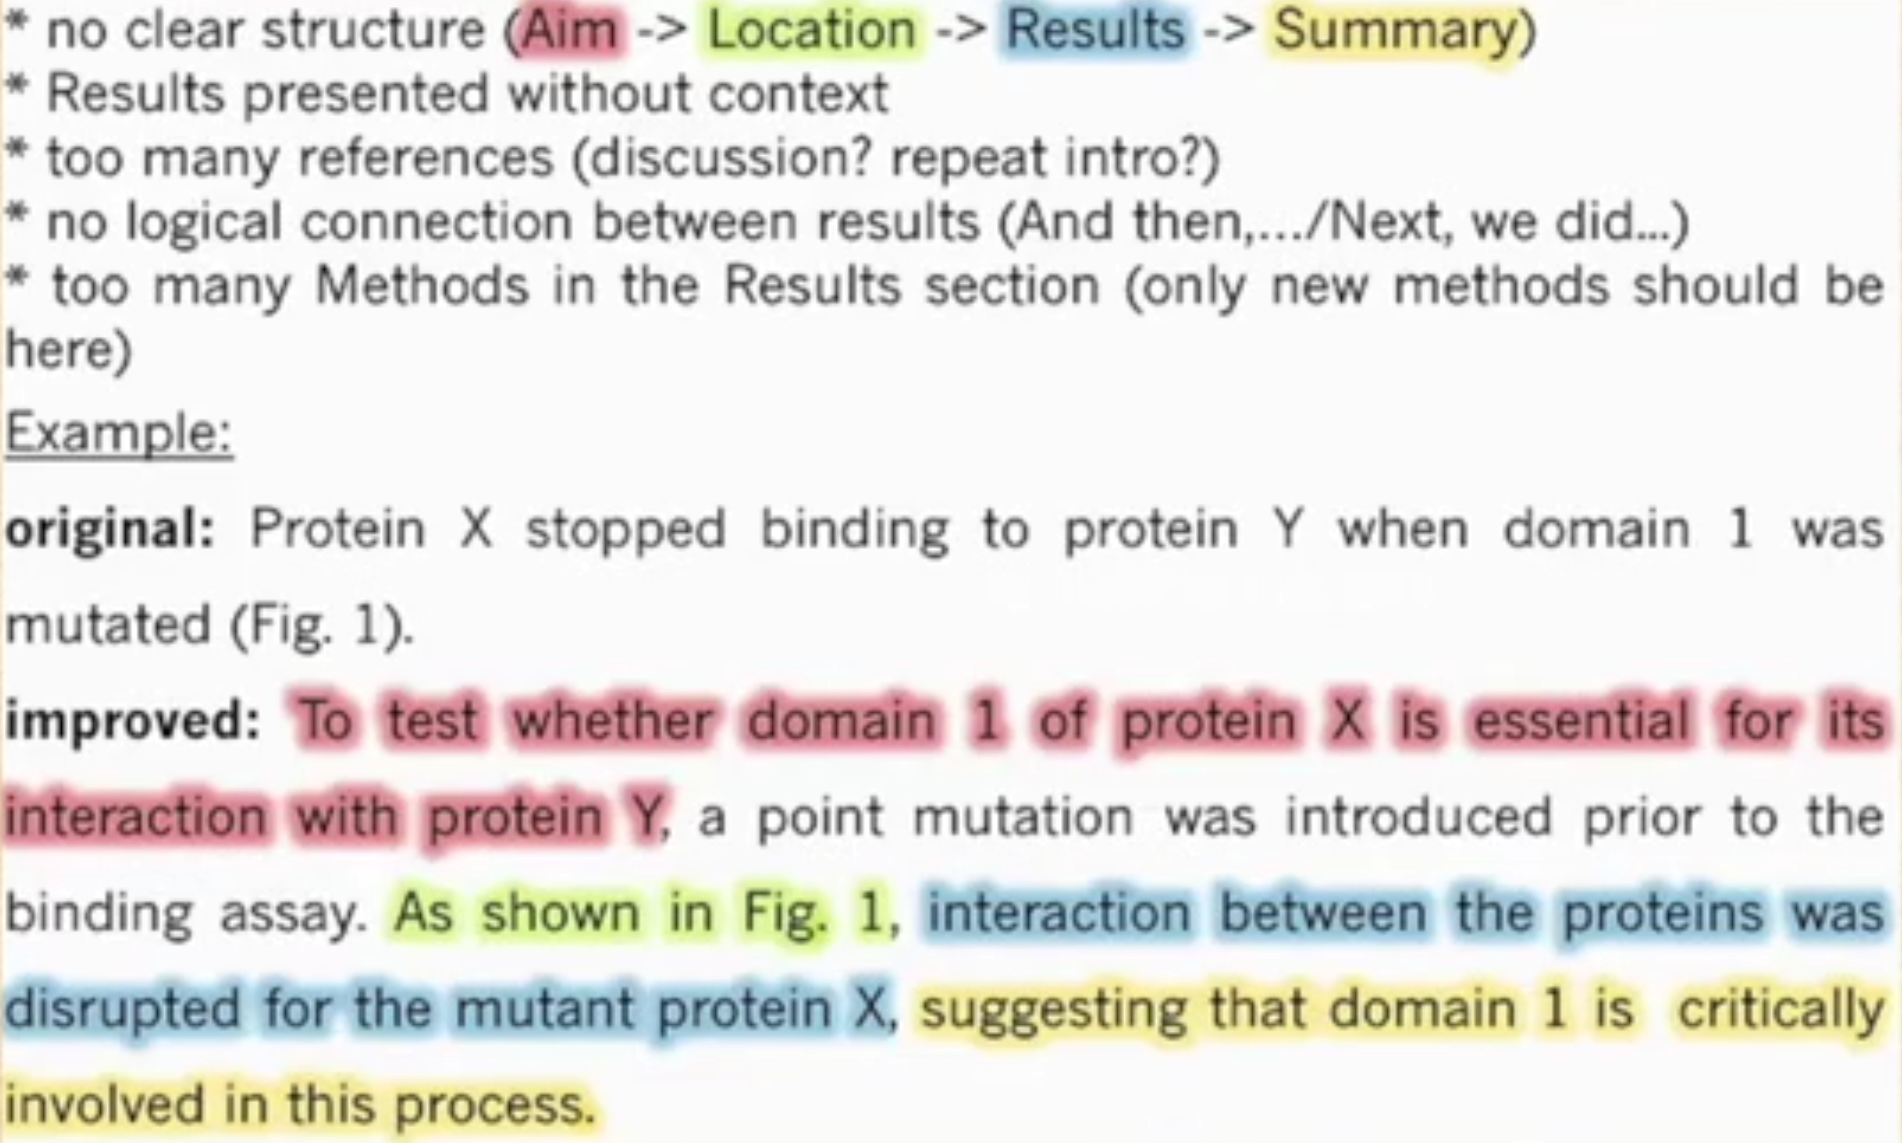 * no clear structure (Aim -> Location -> Results -> Summary)
* Results presented without context
* too many references (discussion? repeat intro?)
* no logical connection between results (And then,.../Next, we did...)
* too many Methods in the Results section (only new methods should be
here)
Example:
original: Protein X stopped binding to protein Y when domain 1 was
mutated (Fig. 1).
improved: To test whether domain 1 of protein X is essential for its
interaction with protein Y, a point mutation was introduced prior to the
binding assay. As shown in Fig. 1, interaction between the proteins was
disrupted for the mutant protein X, suggesting that domain 1 is critically
involved in this process.